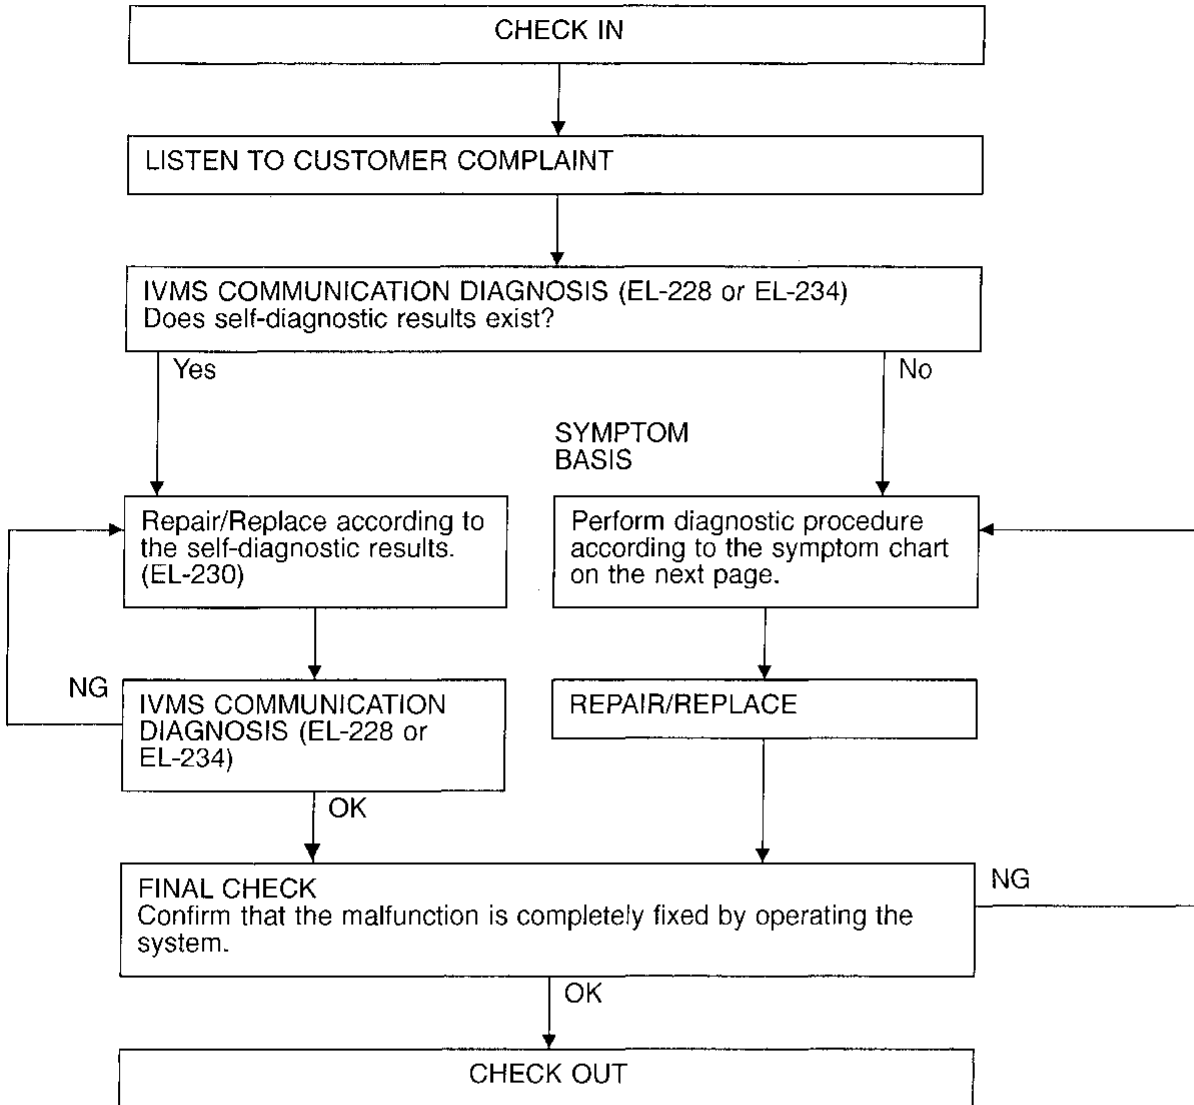 CHECK IN
LISTEN TO CUSTOMER COMPLAINT
IVMS COMMUNICATION DIAGNOSIS (EL-228 or EL-234)
Does self-diagnostic results exist?
Yes
No
SYMPTOM
BASIS
Repair/Replace according to
the self-diagnostic results.
(EL-230)
Perform diagnostic procedure
according to the symptom chart
on the next page.
NG
IVMS COMMUNICATION
DIAGNOSIS (EL-228 or
EL-234)
REPAIR/REPLACE
OK
FINAL CHECK
Confirm that the malfunction is completely fixed by operating the
system.
NG
OK
CHECK OUT